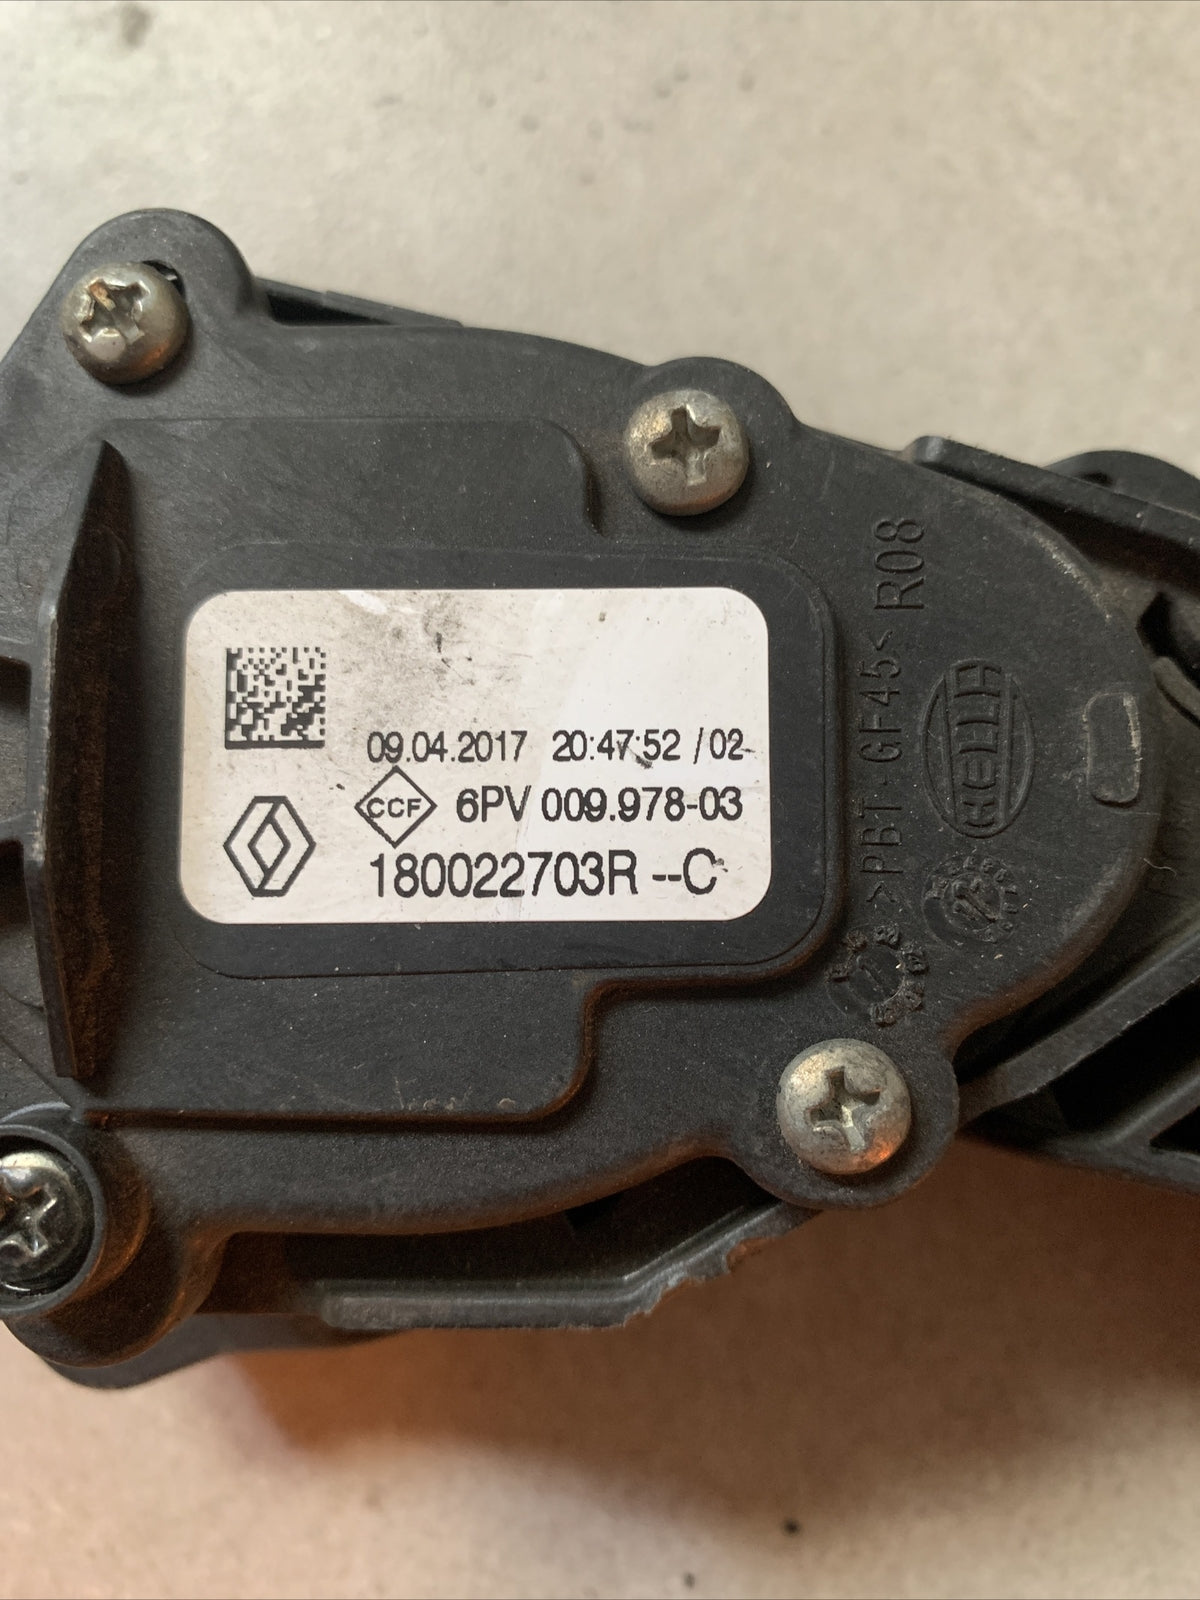 09.04.2017 20:47:52 /02
CCF 6PV 009.978-03
180022703R --C
>PBT-GF45< R08
HELLA